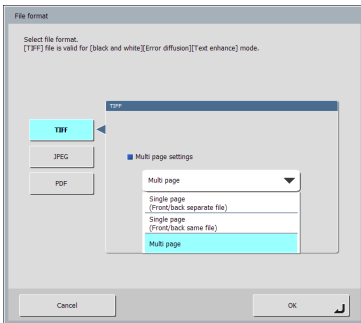 File format
Select file format.
[TIFF] file is valid for [black and white][Error diffusion][Text enhance] mode.
TIFF
TIFF
JPEG
PDF
Multi page settings
Multi page
Single page
(Front/back separate file)
Single page
(Front/back same file)
Multi page
Cancel
OK